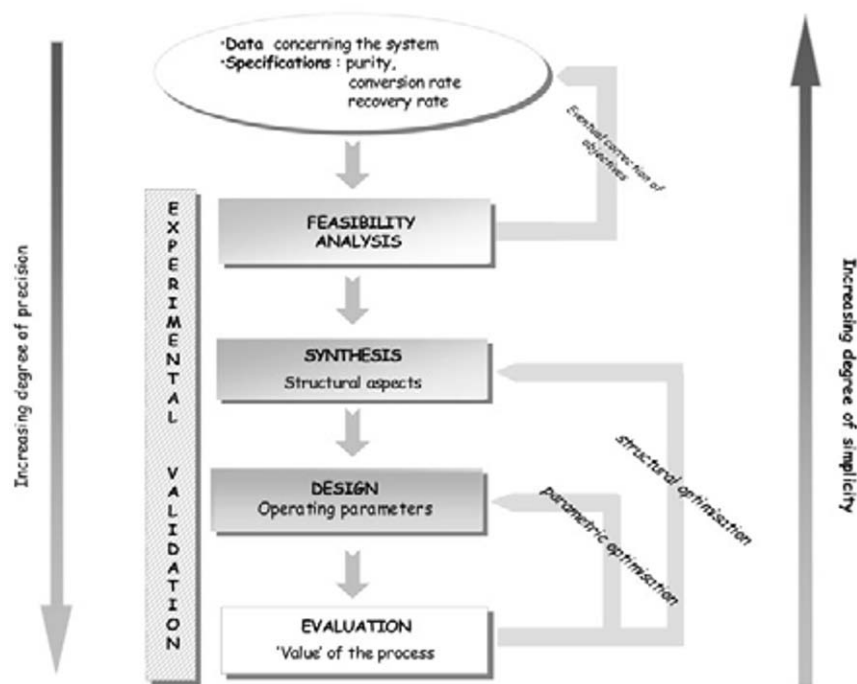 •Data concerning the system
•Specifications : purity,
conversion rate
recovery rate
Eventual correction of
objectives
FEASIBILITY
ANALYSIS
SYNTHESIS
Structural aspects
DESIGN
Operating parameters
EVALUATION
'Value' of the process
EXPERIMENTAL VALIDATION
Increasing degree of precision
parametric optimisation
structural optimisation
Increasing degree of simplicity